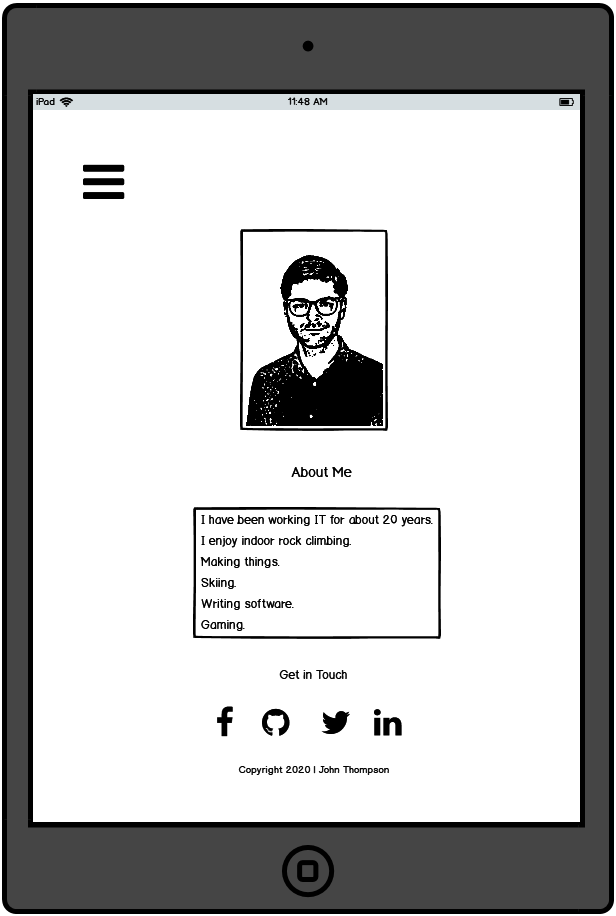 iPad
11:48 AM
About Me
I have been working IT for about 20 years.
I enjoy indoor rock climbing.
Making things.
Skiing.
Writing software.
Gaming.
Get in Touch
Copyright 2020 | John Thompson